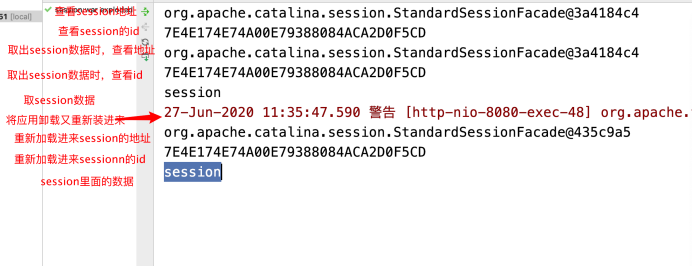 51 [local]
查看session地址
org.apache.catalina.session.StandardSessionFacade@3a4184c4
查看session的id
7E4E174E74A00E79388084ACA2D0F5CD
取出session数据时，查看地址
org.apache.catalina.session.StandardSessionFacade@3a4184c4
取出session数据时，查看id
7E4E174E74A00E79388084ACA2D0F5CD
取session数据
session
将应用卸载又重新装进来
27-Jun-2020 11:35:47.590 警告 [http-nio-8080-exec-48] org.apache.
重新加载进来session的地址
org.apache.catalina.session.StandardSessionFacade@435c9a5
重新加载进来sessionn的id
7E4E174E74A00E79388084ACA2D0F5CD
session里面的数据
session